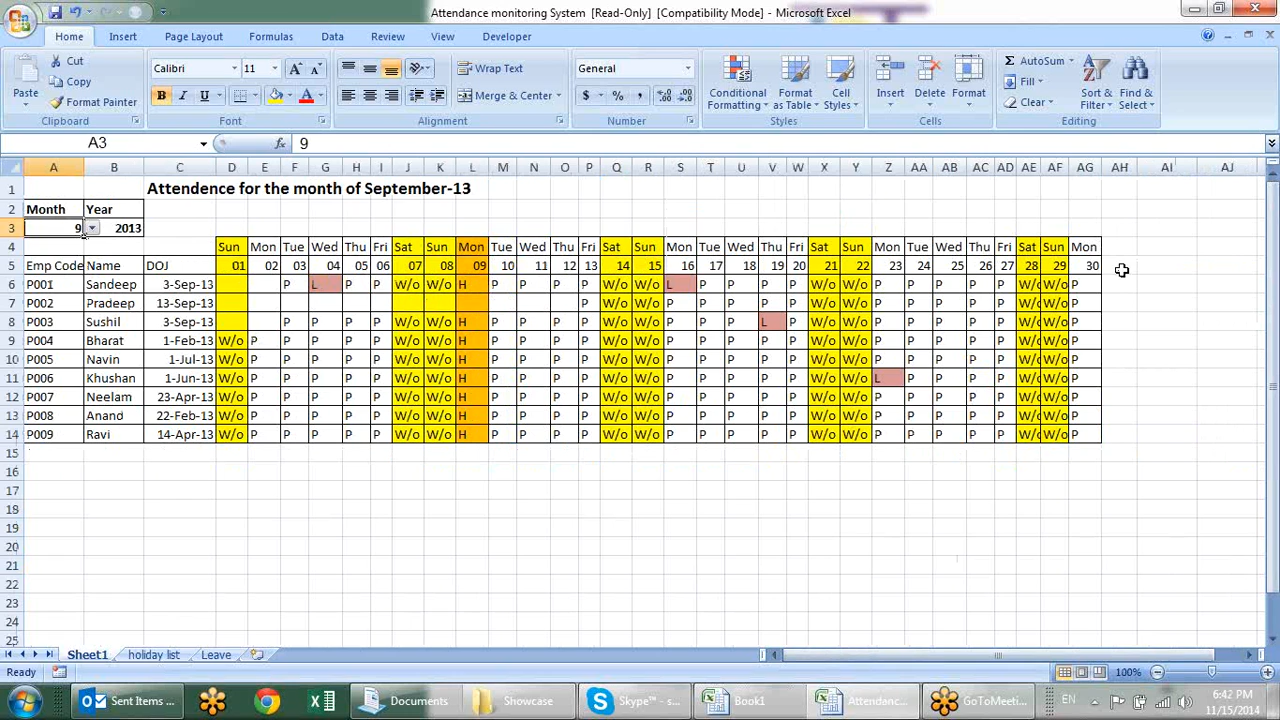 Attendance monitoring System [Read-Only] [Compatibility Mode] - Microsoft Excel
Home Insert Page Layout Formulas Data Review View Developer
Paste Cut Copy Format Painter Clipboard
Calibri 11 B I U Font
Wrap Text Merge & Center Alignment
General $ % , Number
Conditional Formatting Format as Table Cell Styles Styles
Insert Delete Format Cells
AutoSum Fill Clear Sort & Filter Find & Select Editing
A3 fx 9
A B C D E F G H I J K L M N O P Q R S T U V W X Y Z AA AB AC AD AE AF AG AH AI AJ
1 Attendence for the month of September-13
2 Month Year
3 9 2013
4 Sun Mon Tue Wed Thu Fri Sat Sun Mon Tue Wed Thu Fri Sat Sun Mon Tue Wed Thu Fri Sat Sun Mon Tue Wed Thu Fri Sat Sun Mon
5 Emp Code Name DOJ 01 02 03 04 05 06 07 08 09 10 11 12 13 14 15 16 17 18 19 20 21 22 23 24 25 26 27 28 29 30
6 P001 Sandeep 3-Sep-13 P L P P W/o W/o H P P P P W/o W/o L P P P P W/o W/o P P P P P W/o W/o P
7 P002 Pradeep 13-Sep-13 P W/o W/o P P P P P W/o W/o P P P P P W/o W/o P
8 P003 Sushil 3-Sep-13 P P P P W/o W/o H P P P P W/o W/o P P P L P W/o W/o P P P P P W/o W/o P
9 P004 Bharat 1-Feb-13 W/o P P P P P W/o W/o H P P P P W/o W/o P P P P P W/o W/o P P P P P W/o W/o P
10 P005 Navin 1-Jul-13 W/o P P P P P W/o W/o H P P P P W/o W/o P P P P P W/o W/o P P P P P W/o W/o P
11 P006 Khushan 1-Jun-13 W/o P P P P P W/o W/o H P P P P W/o W/o P P P P P W/o W/o L P P P P W/o W/o P
12 P007 Neelam 23-Apr-13 W/o P P P P P W/o W/o H P P P P W/o W/o P P P P P W/o W/o P P P P P W/o W/o P
13 P008 Anand 22-Feb-13 W/o P P P P P W/o W/o H P P P P W/o W/o P P P P P W/o W/o P P P P P W/o W/o P
14 P009 Ravi 14-Apr-13 W/o P P P P P W/o W/o H P P P P W/o W/o P P P P P W/o W/o P P P P P W/o W/o P
15
16
17
18
19
20
21
22
23
24
25
Sheet1 holiday list Leave
Ready 100%
Sent Items ... Documents Showcase Skype™ - s... Book1 Attendanc... GoToMeeti... EN 6:42 PM
11/15/2014